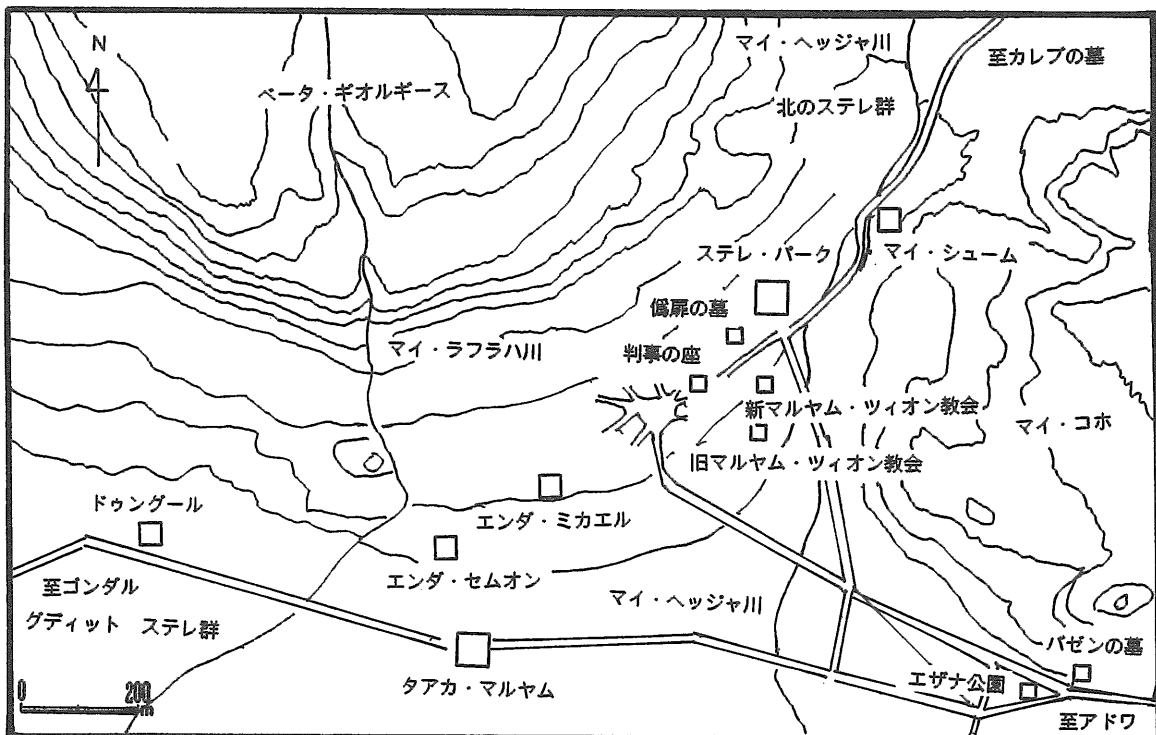 マイ・ヘッジャ川
N
至カレブの墓
ベータ・ギオルギース
北のステレ群
ステレ・パーク
マイ・シューム
偽扉の墓
マイ・ラフラハ川
判事の座
新マルヤム・ツィオン教会
マイ・コホ
旧マルヤム・ツィオン教会
ドゥングール
エンダ・ミカエル
エンダ・セムオン
至ゴンダル
マイ・ヘッジャ川
グディット ステレ群
バゼンの墓
エザナ公園
タアカ・マルヤム
0 200
m
至アドワ